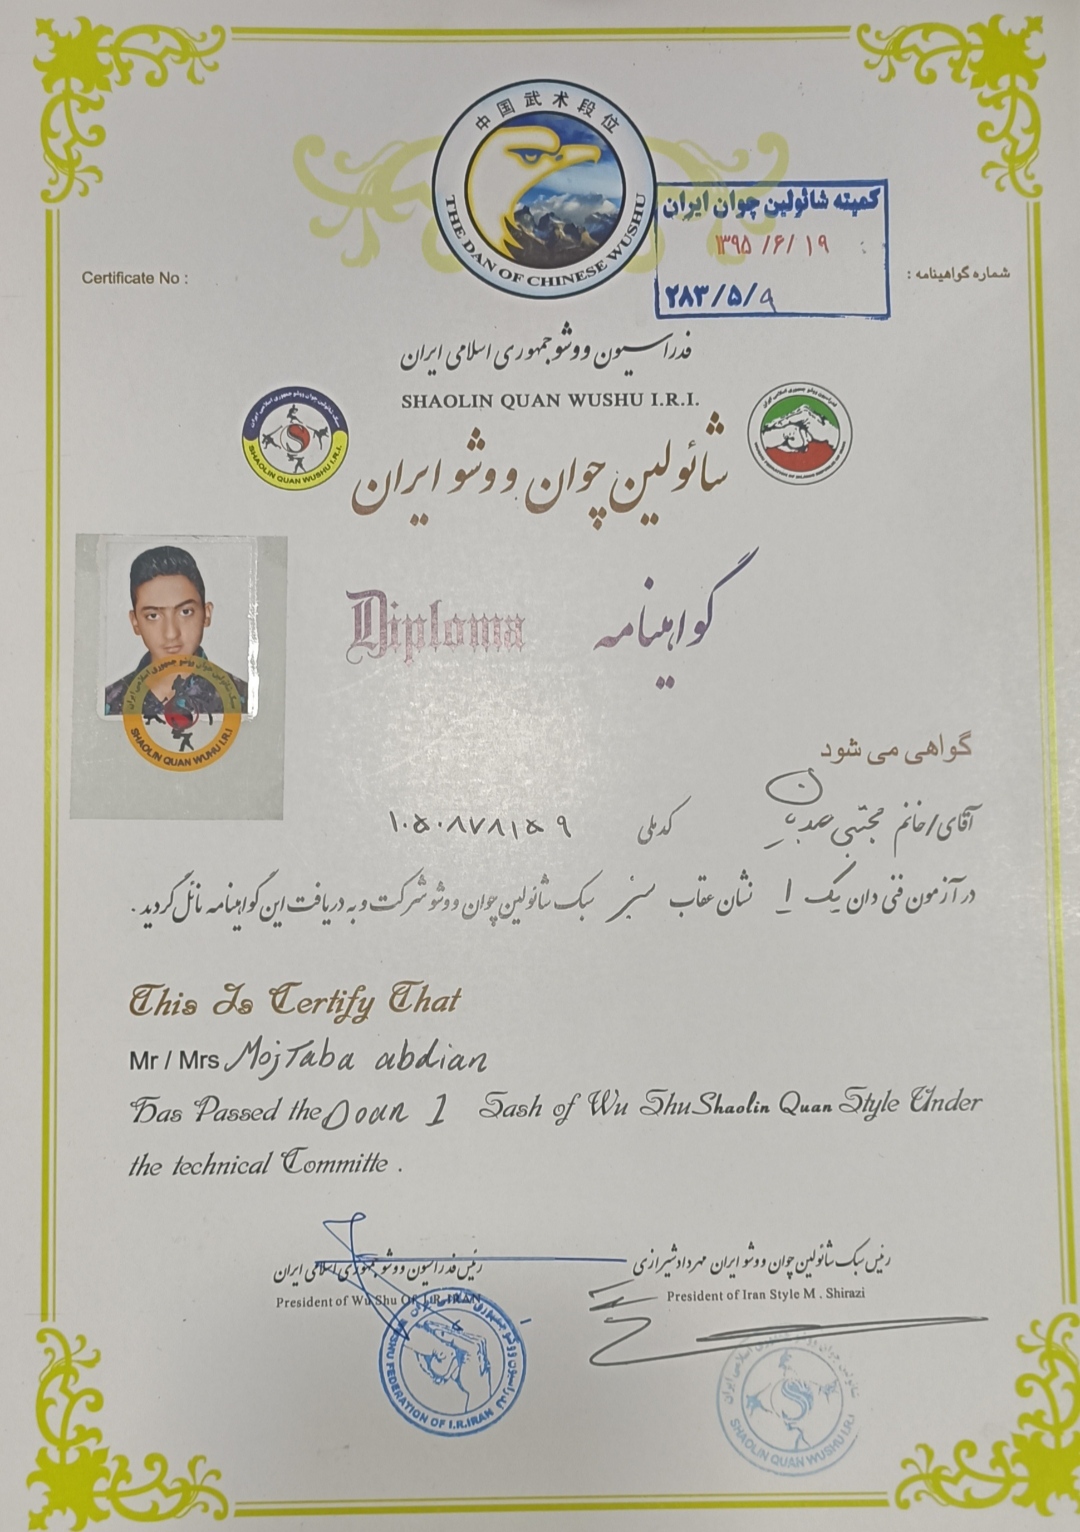 中国武术段位
THE DAN OF CHINESE WUSHU
کمیته شائولین چوان ایران
۱۳۹۵/۶/۱۹
۲۸۳/۵/۹
Certificate No :
شماره گواهینامه :
فدراسیون ووشو جمهوری اسلامی ایران
SHAOLIN QUAN WUSHU I.R.I.
SHAOLIN QUAN WUSHU I.R.I.
شائولین چوان ووشو ایران
Diploma گواهینامه
SHAOLIN QUAN WUSHU I.R.I
گواهی می شود
آقای/خانم مجتبی عبدیان کدملی ۱۰۵۰۸۷۸۱۵۹
در آزمون فنی دان یک ۱ نشان عقاب سبز سبک شائولین چوان ووشو شرکت و به دریافت این گواهینامه نائل گردید .
This Is Certify That
Mr / Mrs Mojtaba abdian
Has Passed the Doan 1 Sash of Wu Shu Shaolin Quan Style Under
the technical Committe .
رئیس سبک شائولین چوان ووشو ایران مهرداد شیرازی
President of Iran Style M . Shirazi
رئیس فدراسیون ووشو جمهوری اسلامی ایران
President of Wu Shu Of I.R.IRAN
WUSHU FEDERATION OF I.R.IRAN
SHAOLIN QUAN WUSHU I.R.I